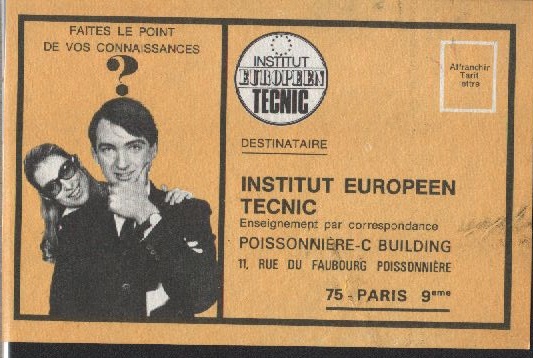 FAITES LE POINT
DE VOS CONNAISSANCES
?
INSTITUT
EUROPEEN
TECNIC
Affranchir
Tarif
lettre
DESTINATAIRE
INSTITUT EUROPEEN
TECNIC
Enseignement par correspondance
POISSONNIÈRE-C BUILDING
11, RUE DU FAUBOURG POISSONNIÈRE
75 - PARIS 9eme